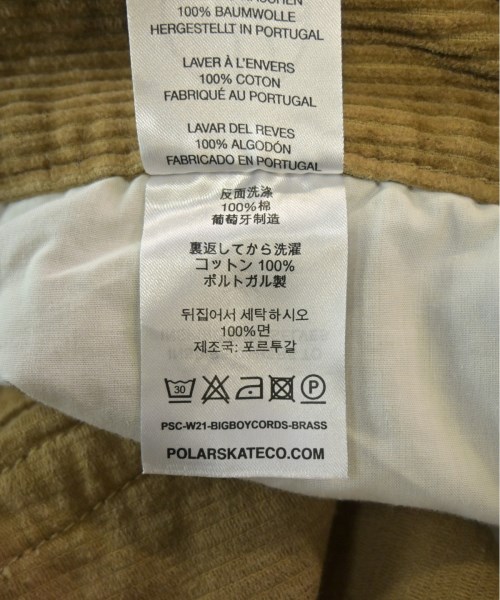 100% BAUMWOLLE
HERGESTELLT IN PORTUGAL
LAVER À L'ENVERS
100% COTON
FABRIQUÉ AU PORTUGAL
LAVAR DEL REVES
100% ALGODÓN
FABRICADO EN PORTUGAL
反面洗涤
100%棉
葡萄牙制造
裏返してから洗濯
コットン 100%
ポルトガル製
뒤집어서 세탁하시오
100%면
제조국: 포르투갈
30 P
PSC-W21-BIGBOYCORDS-BRASS
POLARSKATECO.COM